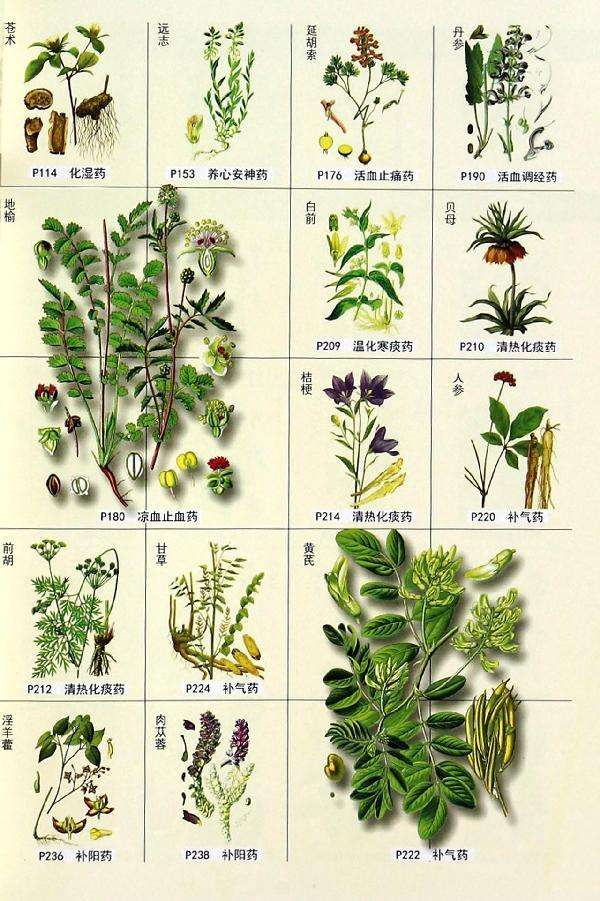 苍术
P114 化湿药
远志
P153 养心安神药
延胡索
P176 活血止痛药
丹参
P190 活血调经药
地榆
P180 凉血止血药
白前
P209 温化寒痰药
贝母
P210 清热化痰药
桔梗
P214 清热化痰药
人参
P220 补气药
前胡
P212 清热化痰药
甘草
P224 补气药
黄芪
P222 补气药
淫羊藿
P236 补阳药
肉苁蓉
P238 补阳药